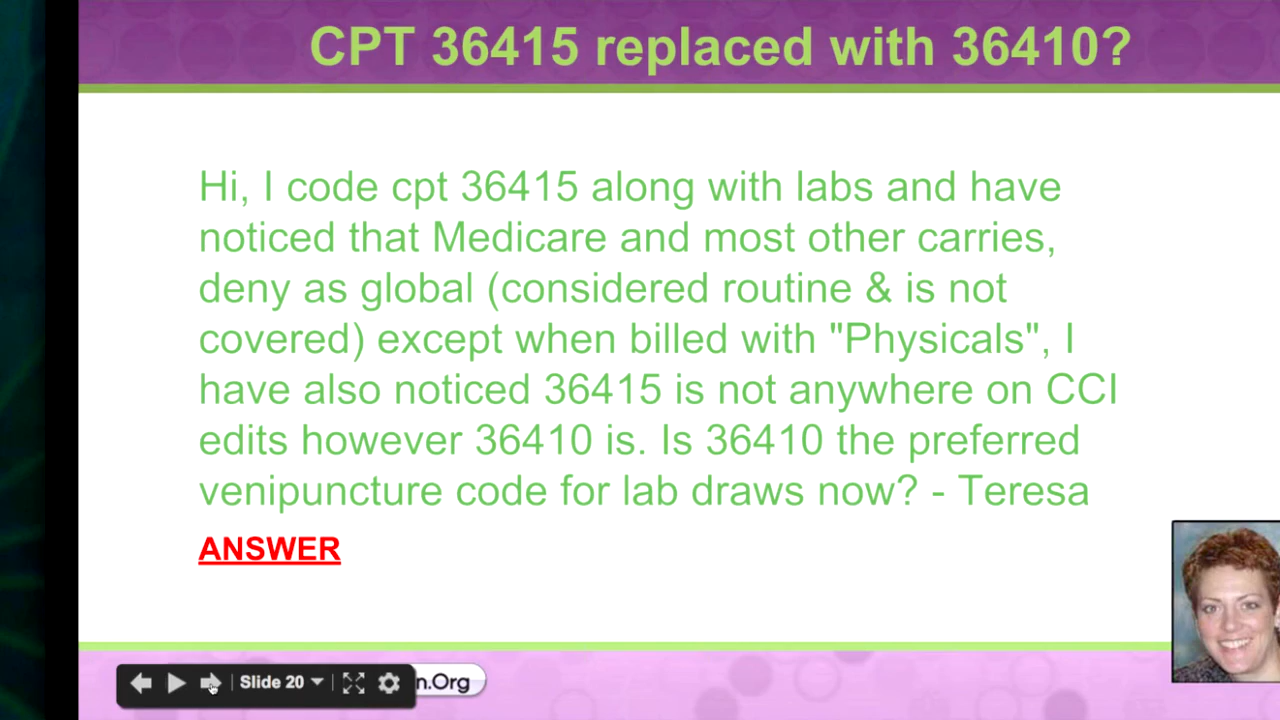 CPT 36415 replaced with 36410?
Hi, I code cpt 36415 along with labs and have
noticed that Medicare and most other carries,
deny as global (considered routine & is not
covered) except when billed with "Physicals", I
have also noticed 36415 is not anywhere on CCI
edits however 36410 is. Is 36410 the preferred
venipuncture code for lab draws now? - Teresa
ANSWER
Slide 20
n.Org